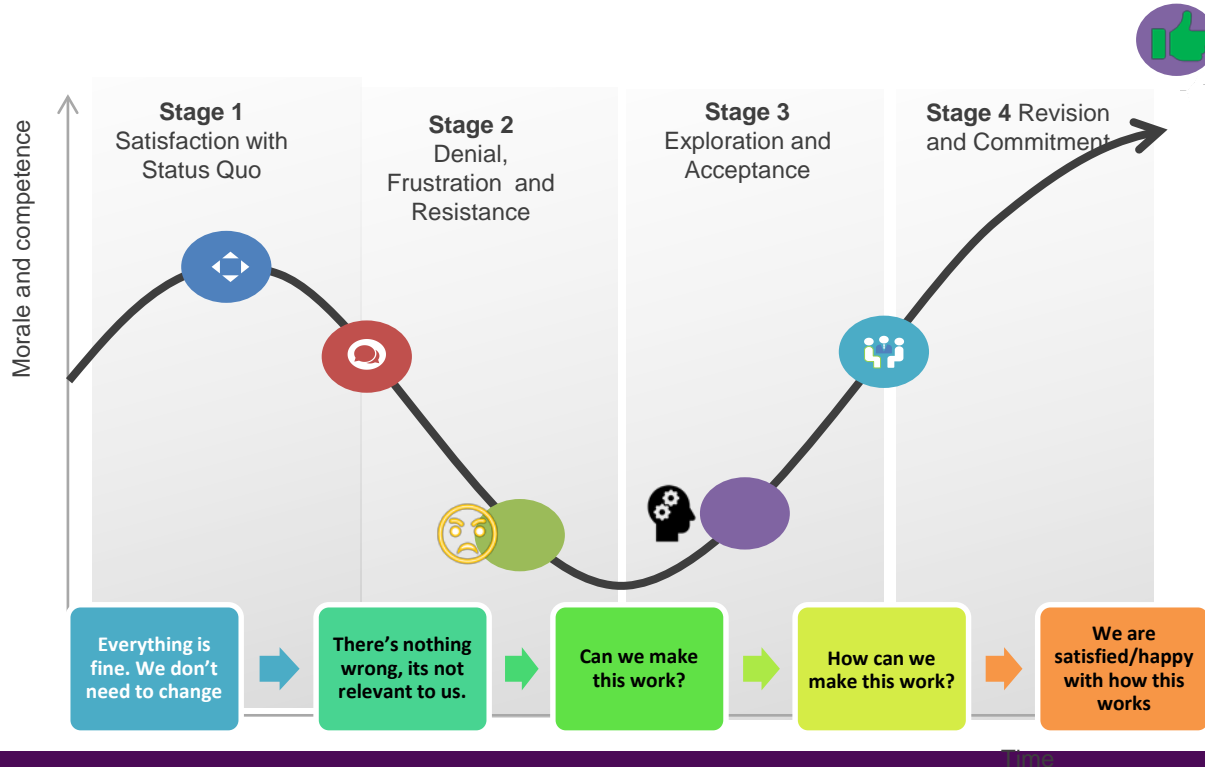 Morale and competence
Stage 1
Satisfaction with
Status Quo
Stage 2
Denial,
Frustration and
Resistance
Stage 3
Exploration and
Acceptance
Stage 4 Revision
and Commitment
Everything is
fine. We don't
need to change
There's nothing
wrong, its not
relevant to us.
Can we make
this work?
How can we
make this work?
We are
satisfied/happy
with how this
works
Time